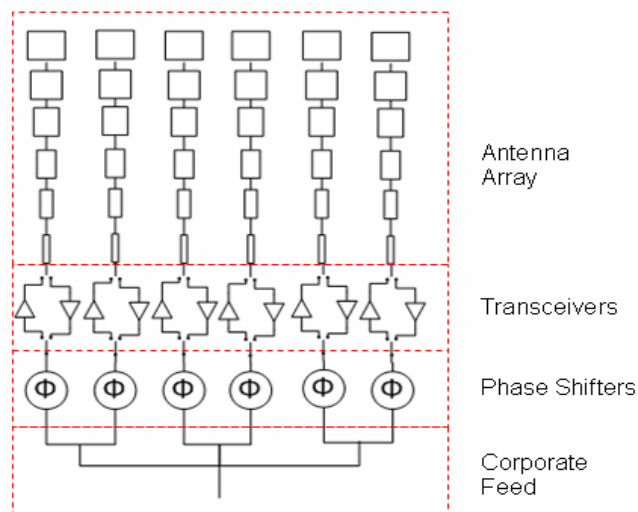 Antenna
Array
Transceivers
Φ Φ Φ Φ Φ Φ
Phase Shifters
Corporate
Feed